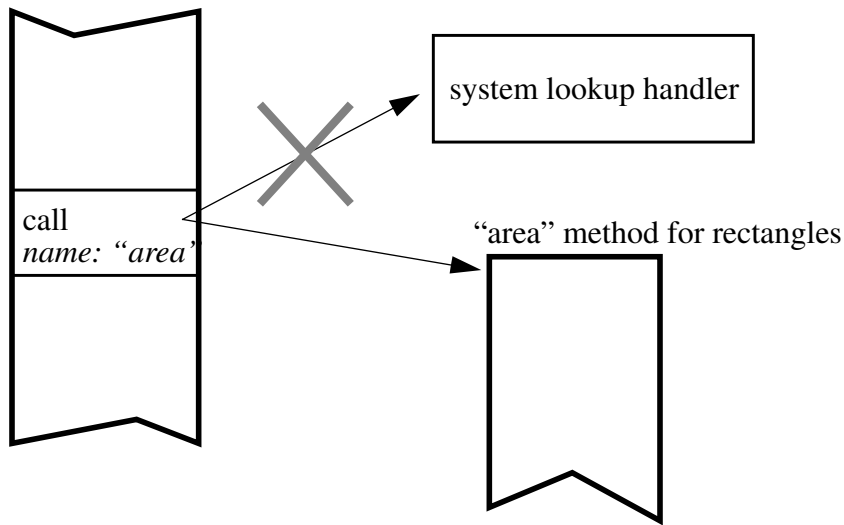 system lookup handler
call
name: “area”
“area” method for rectangles